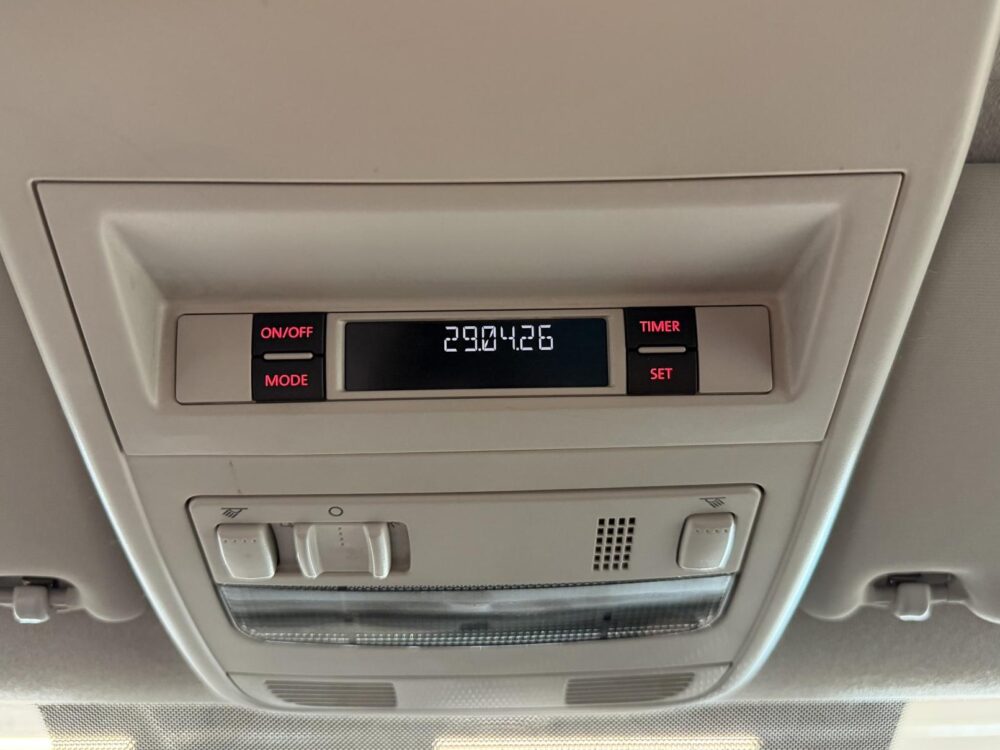 ON/OFF
29.04.26
TIMER
MODE
SET